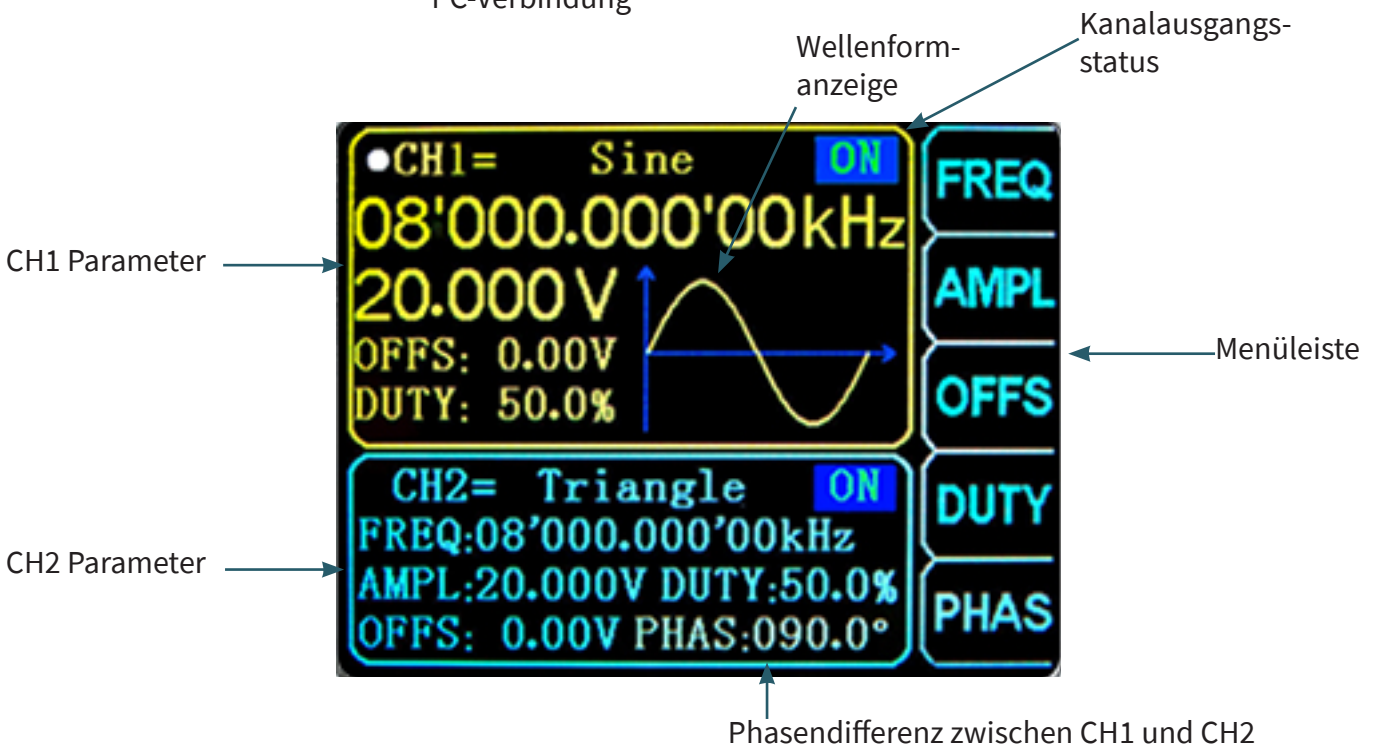 PC-Verbindung
Kanalausgangs-
status
Wellenform-
anzeige
CH1= Sine ON
08'000.000'00kHz
20.000V
OFFS: 0.00V
DUTY: 50.0%
CH2= Triangle ON
FREQ:08'000.000'00kHz
AMPL:20.000V DUTY:50.0%
OFFS: 0.00V PHAS:090.0°
FREQ
AMPL
OFFS
DUTY
PHAS
CH1 Parameter
CH2 Parameter
Menüleiste
Phasendifferenz zwischen CH1 und CH2